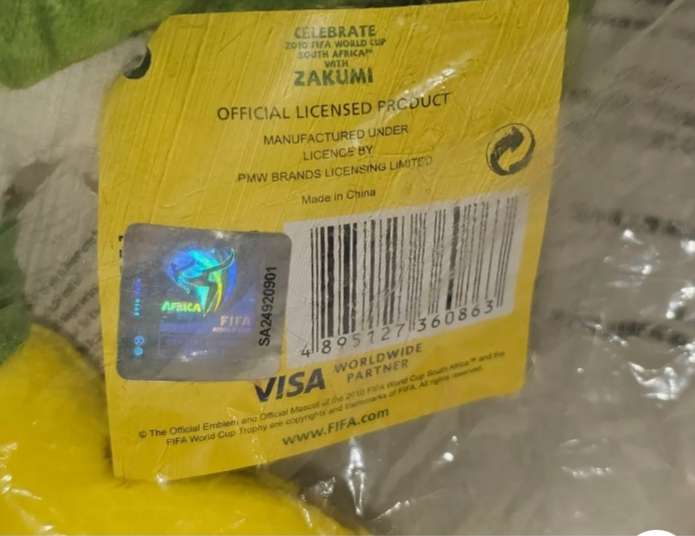 CELEBRATE
2010 FIFA WORLD CUP
SOUTH AFRICA™
WITH
ZAKUMI
OFFICIAL LICENSED PRODUCT
MANUFACTURED UNDER
LICENCE BY
PMW BRANDS LICENSING LIMITED
Made in China
AFRICA
FIFA
SA24920901
4 895127 360863
VISA WORLDWIDE
PARTNER
© The Official Emblem and Official Mascot of the 2010 FIFA World Cup South Africa™ and the
FIFA World Cup Trophy are copyrights and trademarks of FIFA. All rights reserved.
www.FIFA.com